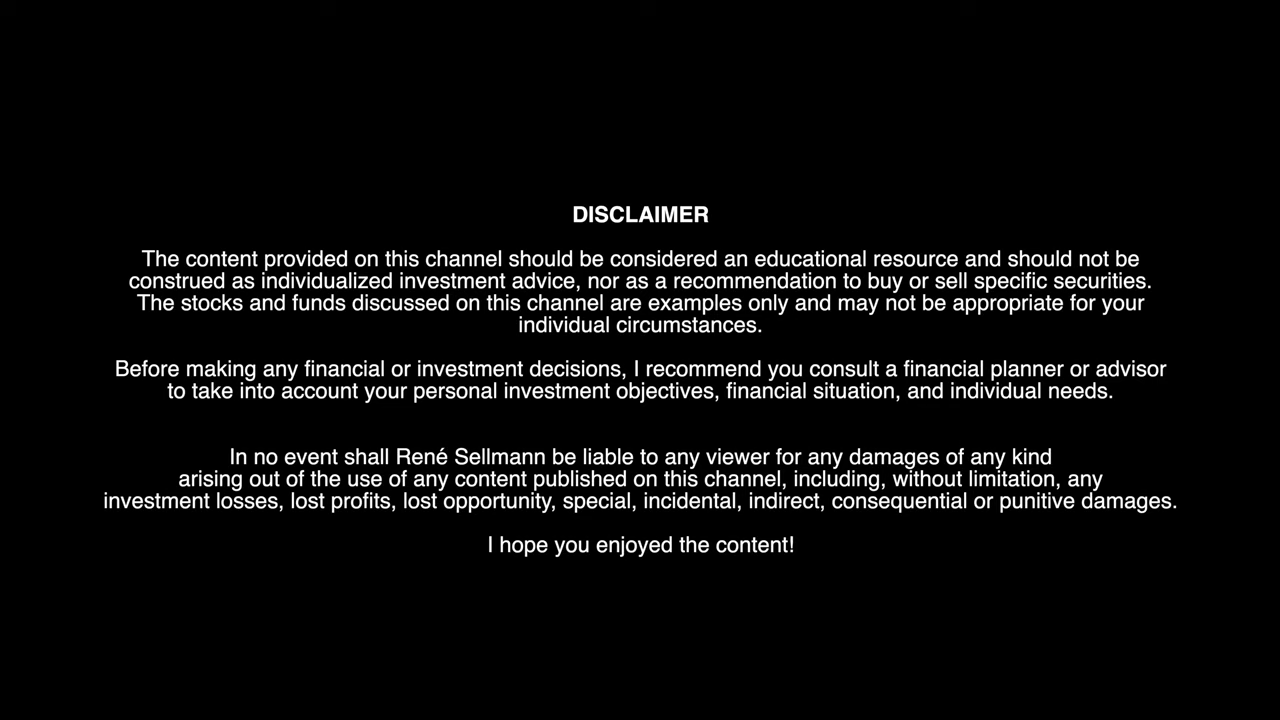 DISCLAIMER
The content provided on this channel should be considered an educational resource and should not be
construed as individualized investment advice, nor as a recommendation to buy or sell specific securities.
The stocks and funds discussed on this channel are examples only and may not be appropriate for your
individual circumstances.
Before making any financial or investment decisions, I recommend you consult a financial planner or advisor
to take into account your personal investment objectives, financial situation, and individual needs.
In no event shall René Sellmann be liable to any viewer for any damages of any kind
arising out of the use of any content published on this channel, including, without limitation, any
investment losses, lost profits, lost opportunity, special, incidental, indirect, consequential or punitive damages.
I hope you enjoyed the content!